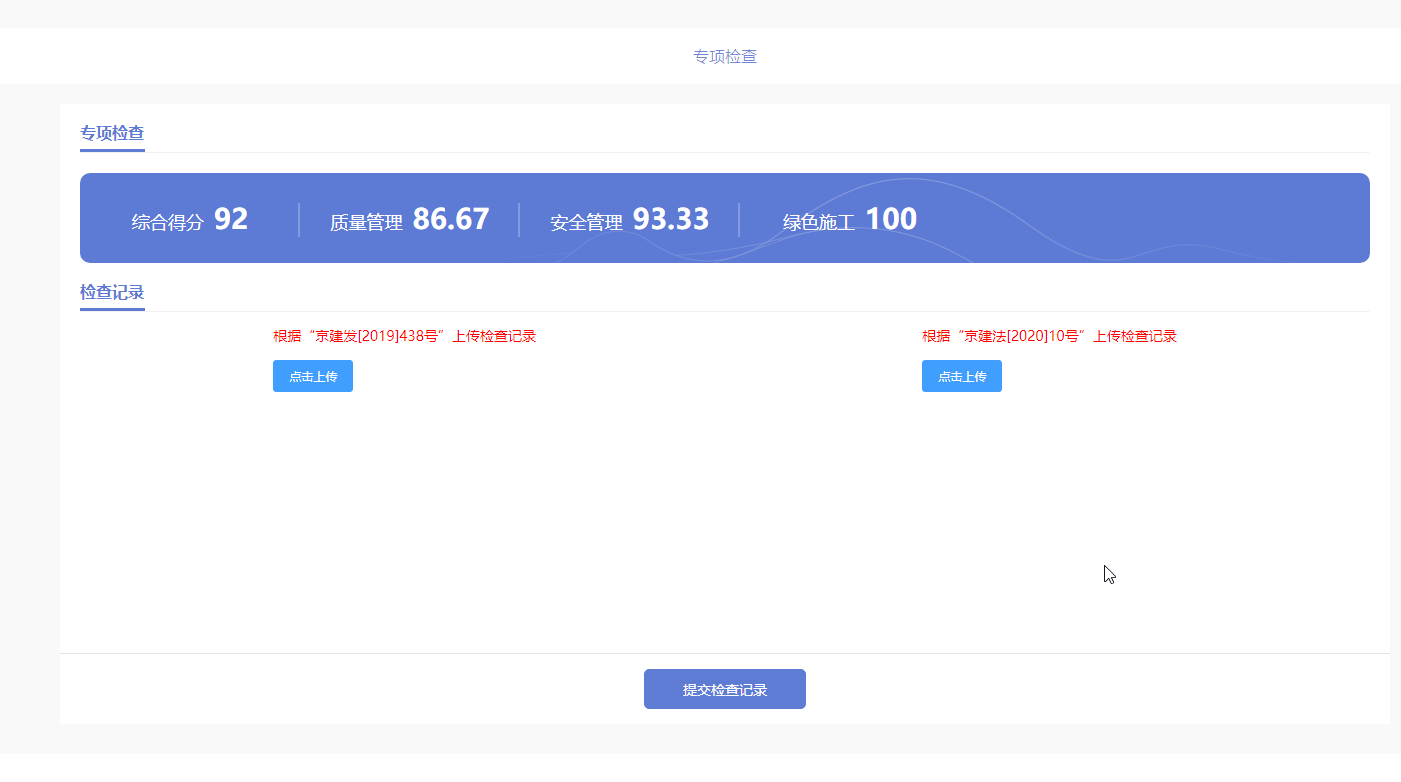 专项检查
专项检查
综合得分 92 质量管理 86.67 安全管理 93.33 绿色施工 100
检查记录
根据“京建发[2019]438号”上传检查记录 根据“京建法[2020]10号”上传检查记录
点击上传 点击上传
提交检查记录